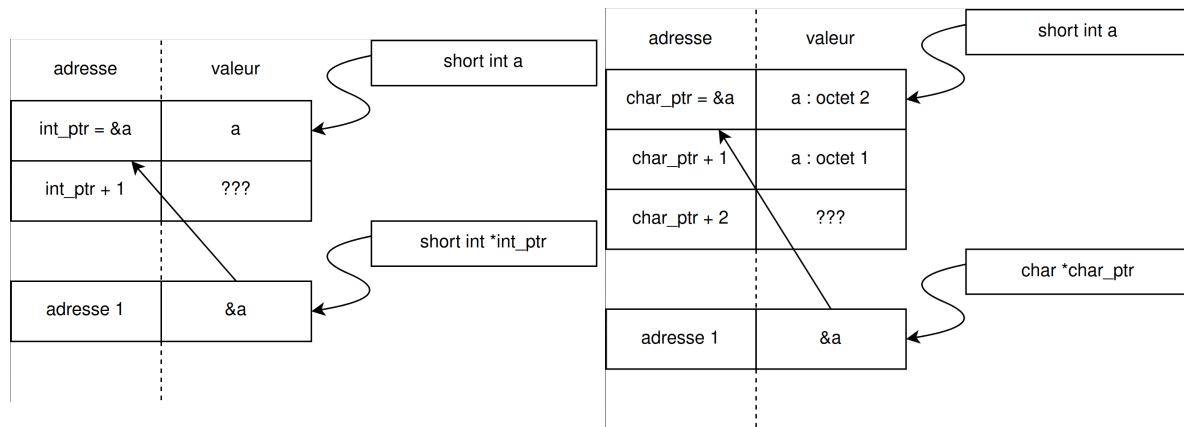 adresse
valeur
short int a
int_ptr = &a
a
int_ptr + 1
???
short int *int_ptr
adresse 1
&a
adresse
valeur
short int a
char_ptr = &a
a : octet 2
char_ptr + 1
a : octet 1
char_ptr + 2
???
char *char_ptr
adresse 1
&a